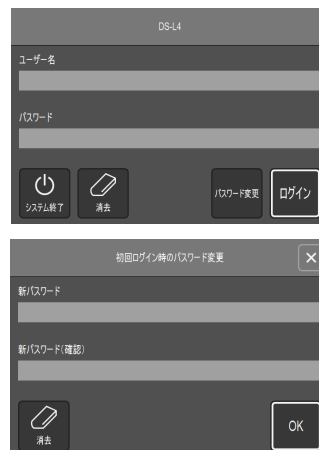 DS-L4
ユーザー名
パスワード
システム終了
消去
パスワード変更
ログイン
初回ログイン時のパスワード変更
新パスワード
新パスワード(確認)
消去
OK